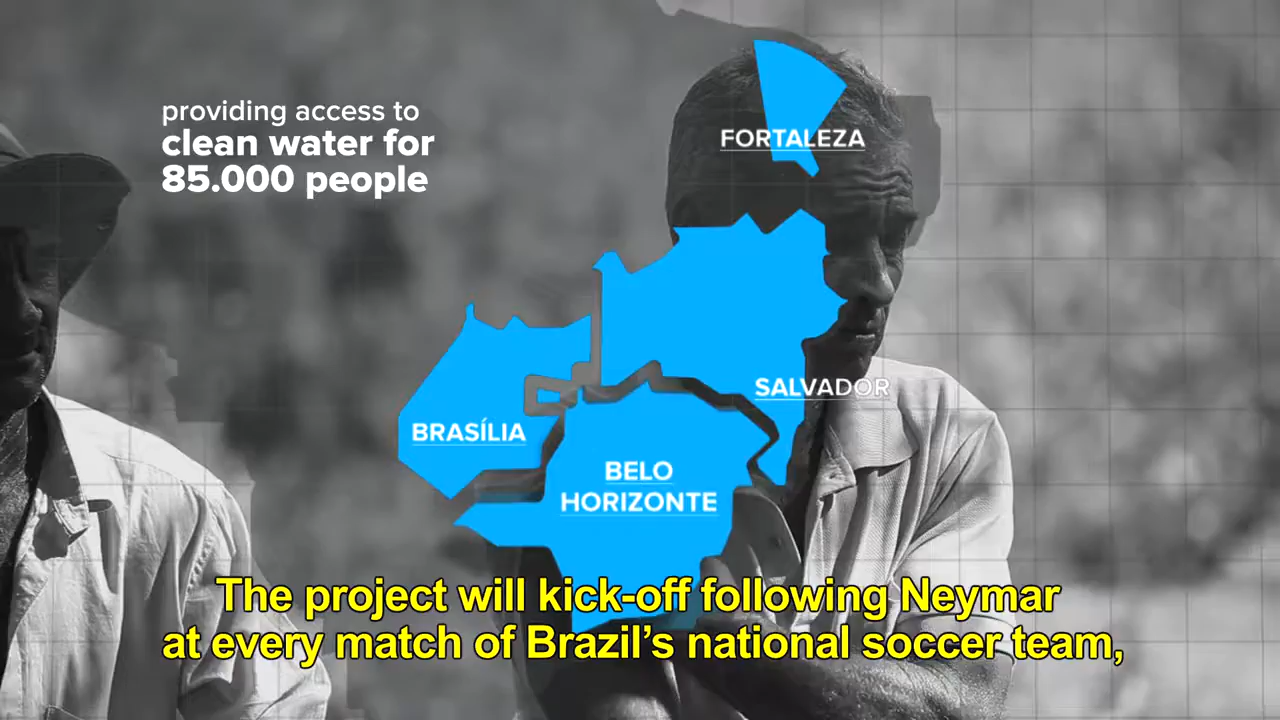 providing access to
clean water for
85.000 people
FORTALEZA
SALVADOR
BRASÍLIA
BELO
HORIZONTE
The project will kick-off following Neymar
at every match of Brazil’s national soccer team,